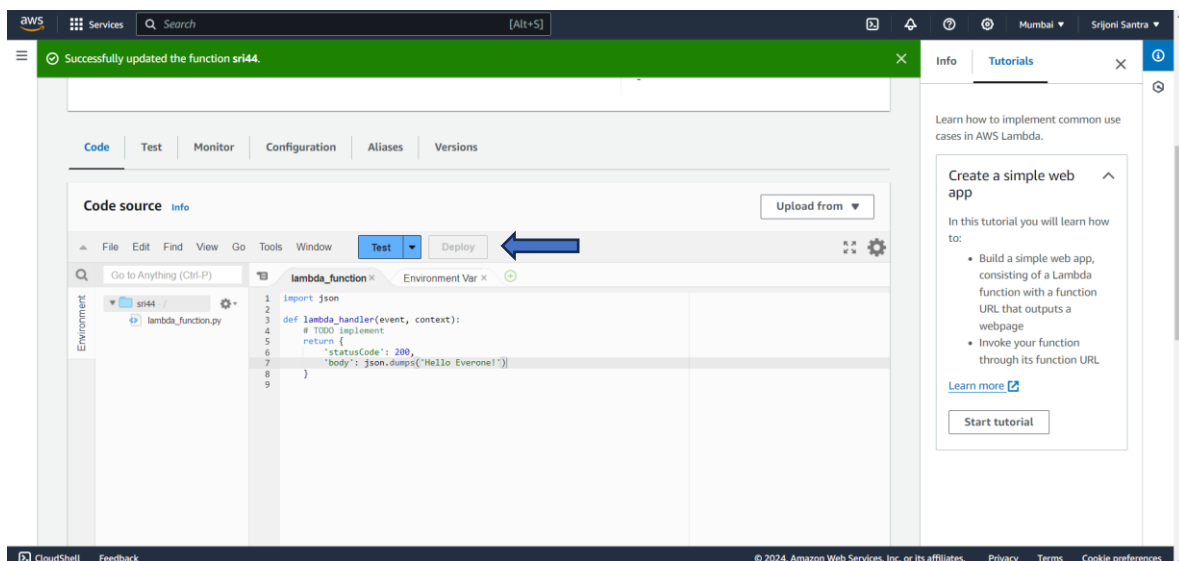 aws
Services
Search
[Alt+S]
Mumbai ▼
Srijoni Santra ▼
Successfully updated the function sri44.
Info
Tutorials
Learn how to implement common use
cases in AWS Lambda.
Code
Test
Monitor
Configuration
Aliases
Versions
Create a simple web
app
In this tutorial you will learn how
to:
• Build a simple web app,
consisting of a Lambda
function with a function
URL that outputs a
webpage
• Invoke your function
through its function URL
Learn more
Start tutorial
Code source Info
Upload from ▼
File Edit Find View Go Tools Window
Test
Deploy
Go to Anything (Ctrl-P)
lambda_function ×
Environment Var ×
Environment
sri44 /
lambda_function.py
1 import json
2
3 def lambda_handler(event, context):
4     # TODO implement
5     return {
6         'statusCode': 200,
7         'body': json.dumps('Hello Everone!')
8     }
9
CloudShell
Feedback
© 2024, Amazon Web Services, Inc. or its affiliates.
Privacy
Terms
Cookie preferences